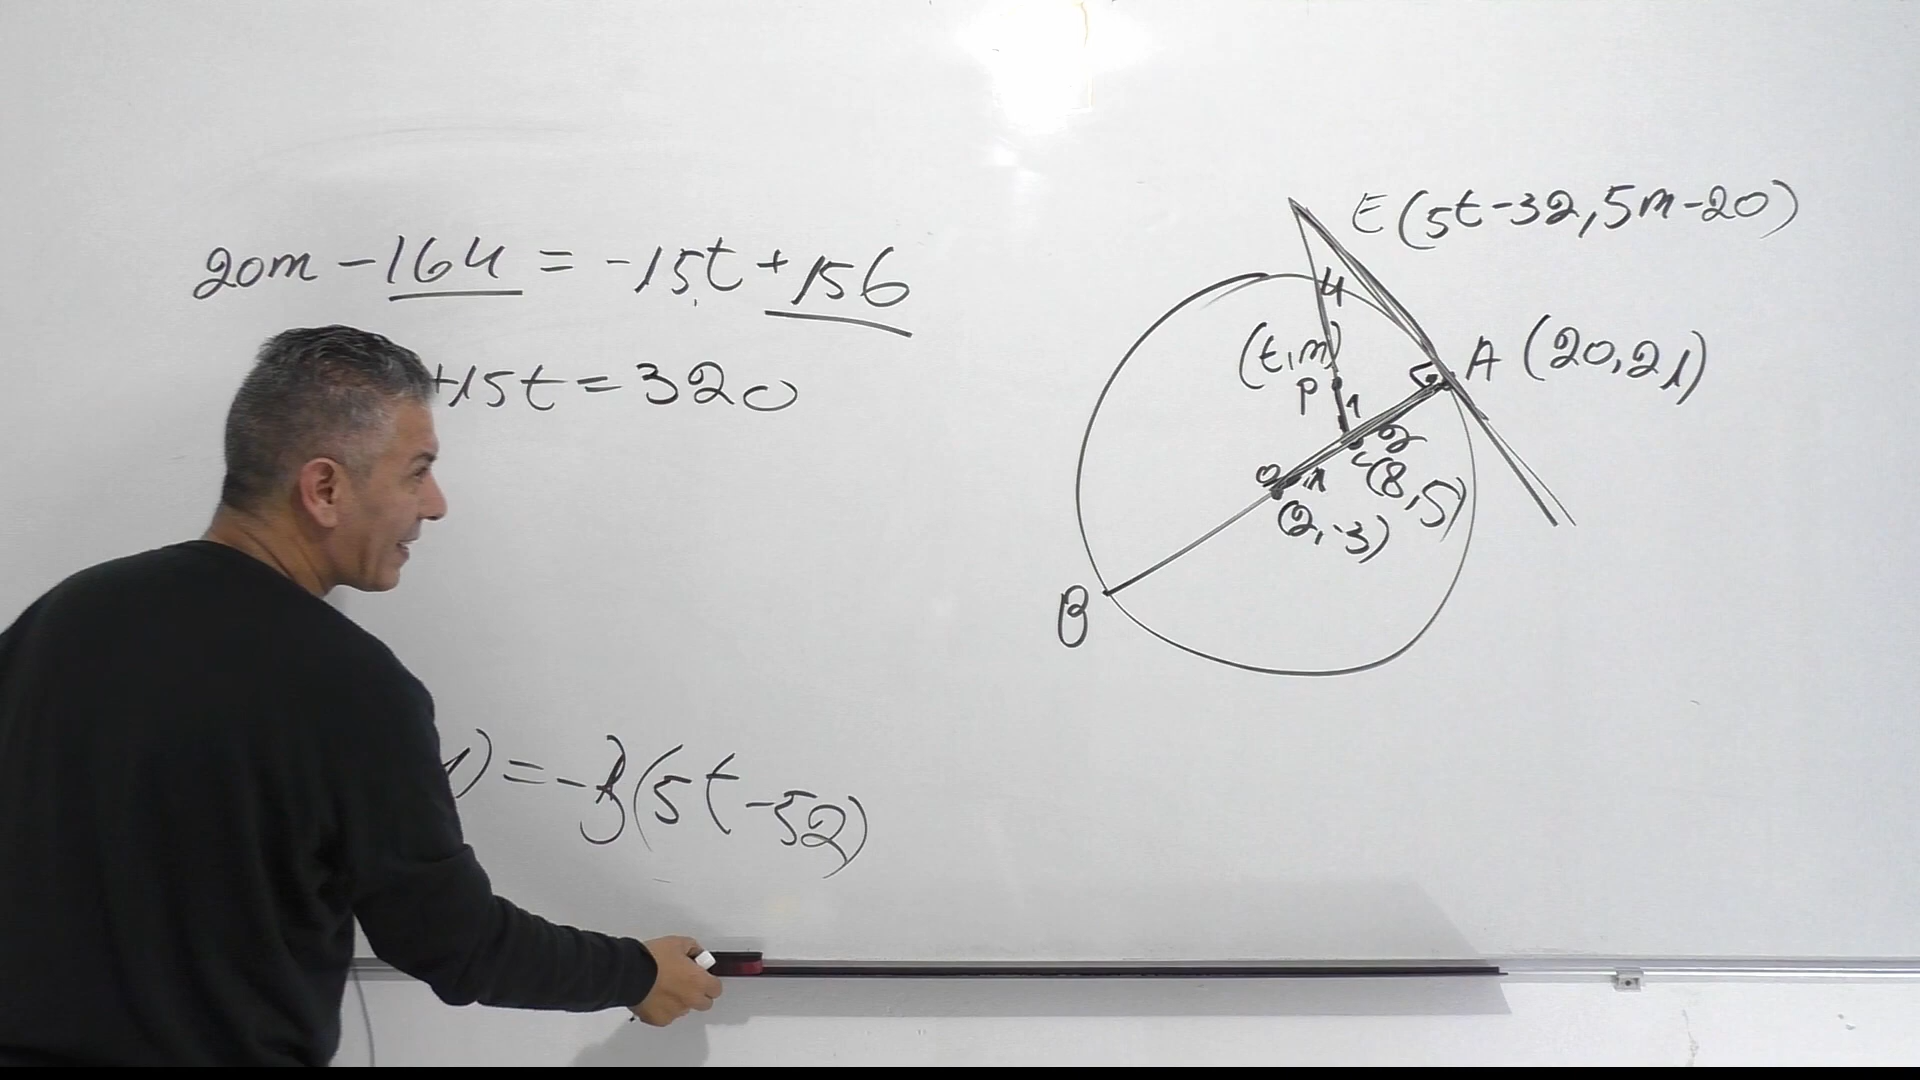 20m - 164 = -15t + 156
+15t = 320
) = -3(5t - 52)
E (5t - 32, 5m - 20)
4
A (20, 21)
(t, m)
P
1
2
C (8, 5)
O 1
(2, -3)
B